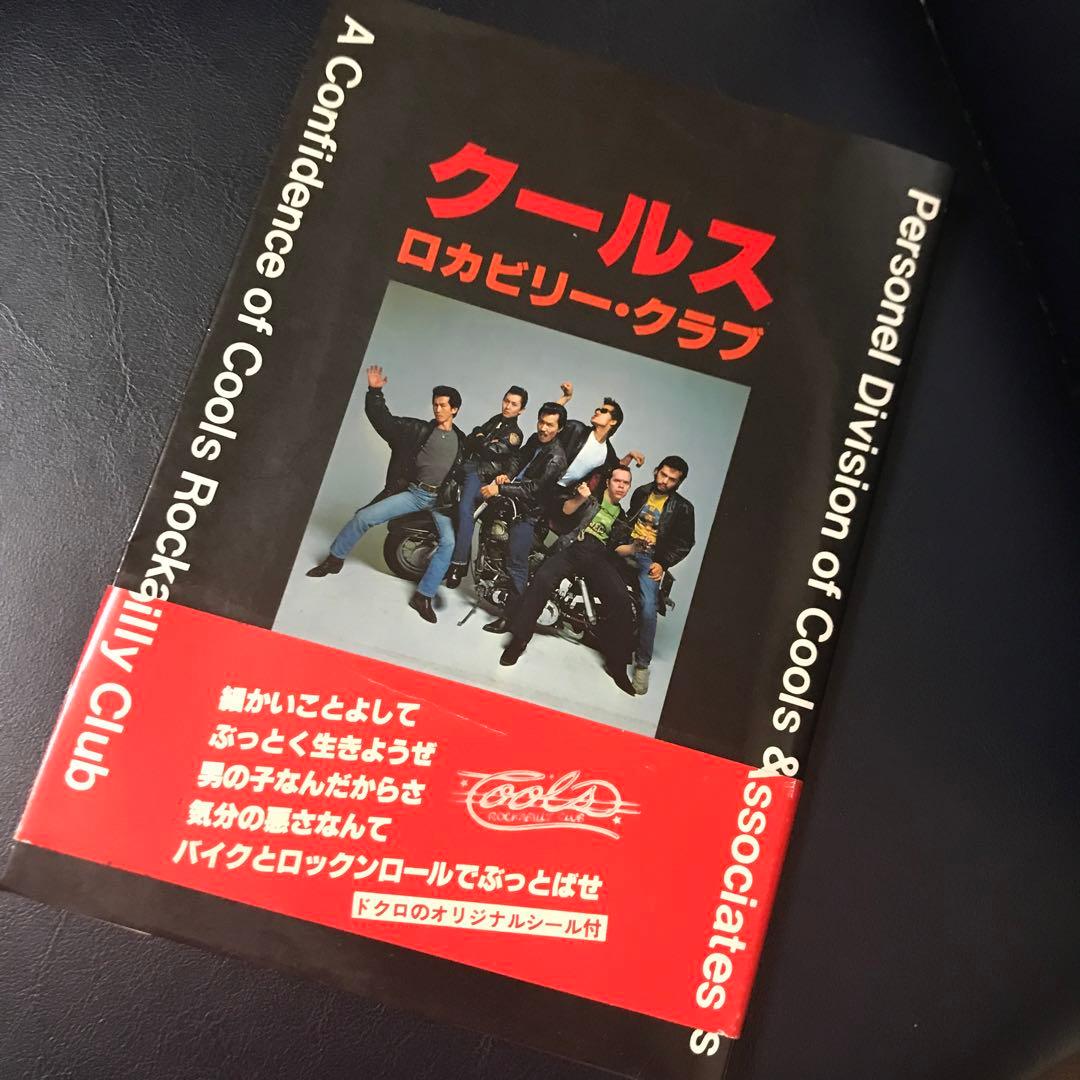 クールス
ロカビリー・クラブ
A Confidence of Cools Rockailly Club
Personel Division of Cools & ssociates s
細かいことよして
ぶっとく生きようぜ
男の子なんだからさ
気分の悪さなんて
バイクとロックンロールでぶっとばせ
Cool's
ROCKABILLY CLUB
ドクロのオリジナルシール付